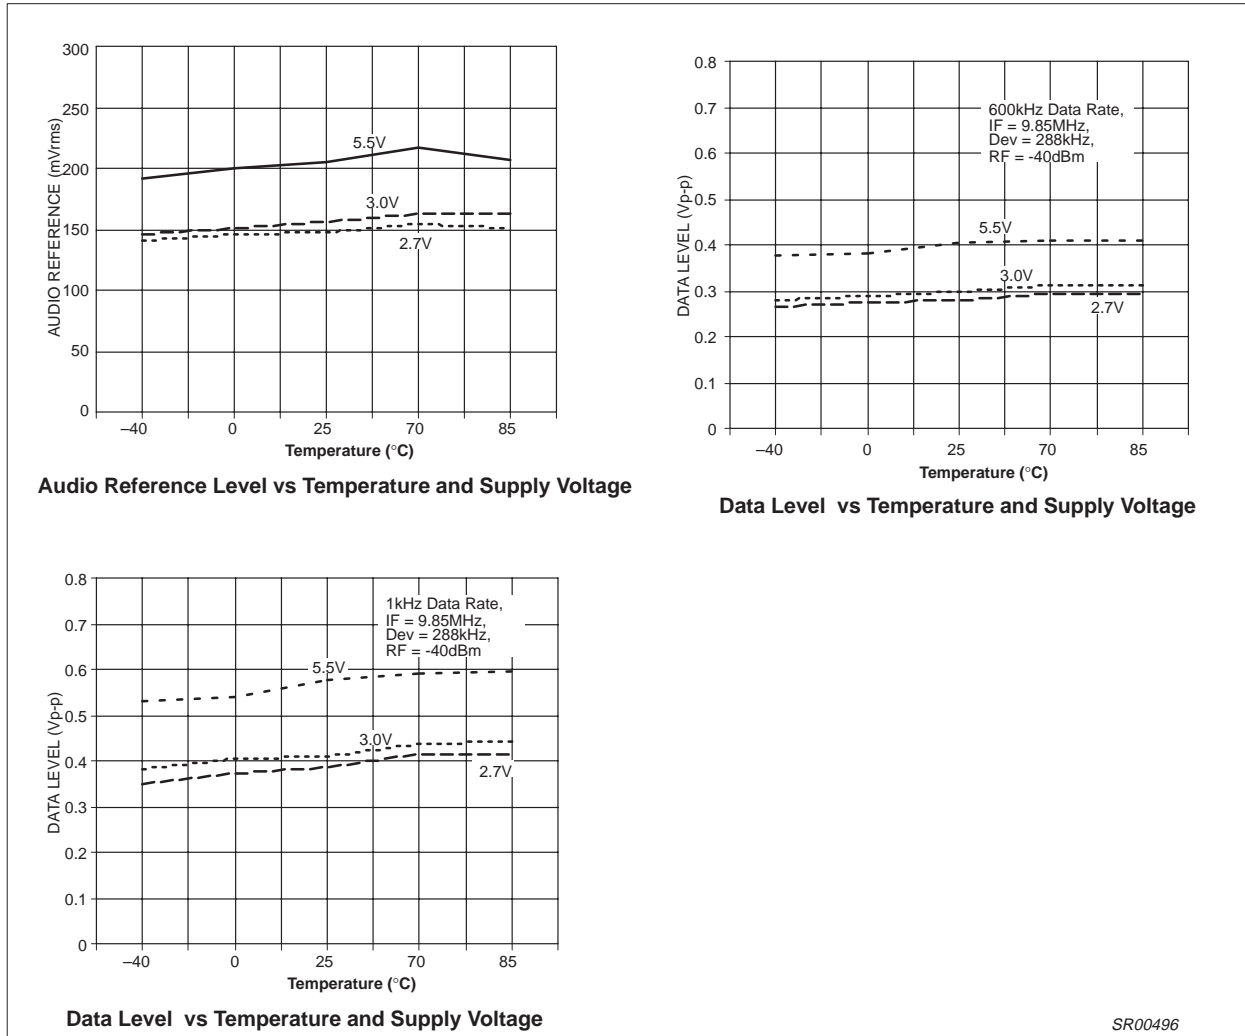 300
250
200
150
100
50
0
AUDIO REFERENCE (mVrms)
5.5V
3.0V
2.7V
–40 0 25 70 85
Temperature (°C)
Audio Reference Level vs Temperature and Supply Voltage
0.8
0.7
0.6
0.5
0.4
0.3
0.2
0.1
0
DATA LEVEL (Vp-p)
600kHz Data Rate,
IF = 9.85MHz,
Dev = 288kHz,
RF = -40dBm
5.5V
3.0V
2.7V
–40 0 25 70 85
Temperature (°C)
Data Level vs Temperature and Supply Voltage
0.8
0.7
0.6
0.5
0.4
0.3
0.2
0.1
0
DATA LEVEL (Vp-p)
1kHz Data Rate,
IF = 9.85MHz,
Dev = 288kHz,
RF = -40dBm
5.5V
3.0V
2.7V
–40 0 25 70 85
Temperature (°C)
Data Level vs Temperature and Supply Voltage
SR00496